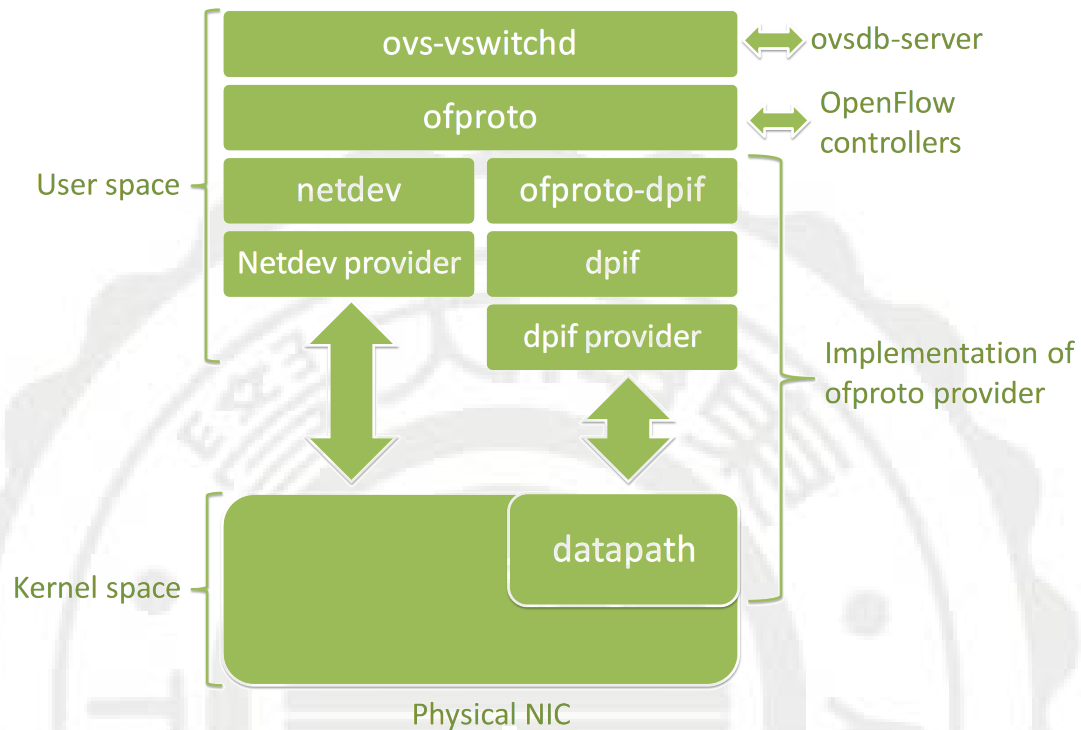 ovs-vswitchd
ovsdb-server
ofproto
OpenFlow
controllers
User space
netdev
ofproto-dpif
Netdev provider
dpif
dpif provider
Implementation of
ofproto provider
datapath
Kernel space
Physical NIC